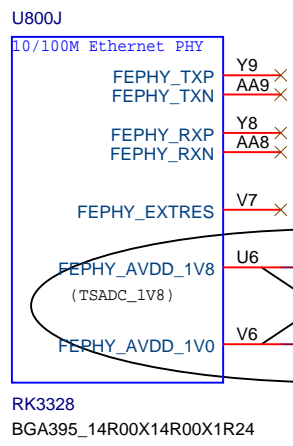 U800J
10/100M Ethernet PHY
FEPHY_TXP Y9
FEPHY_TXN AA9
FEPHY_RXP Y8
FEPHY_RXN AA8
FEPHY_EXTRES V7
FEPHY_AVDD_1V8 U6
(TSADC_1V8)
FEPHY_AVDD_1V0 V6
RK3328
BGA395_14R00X14R00X1R24